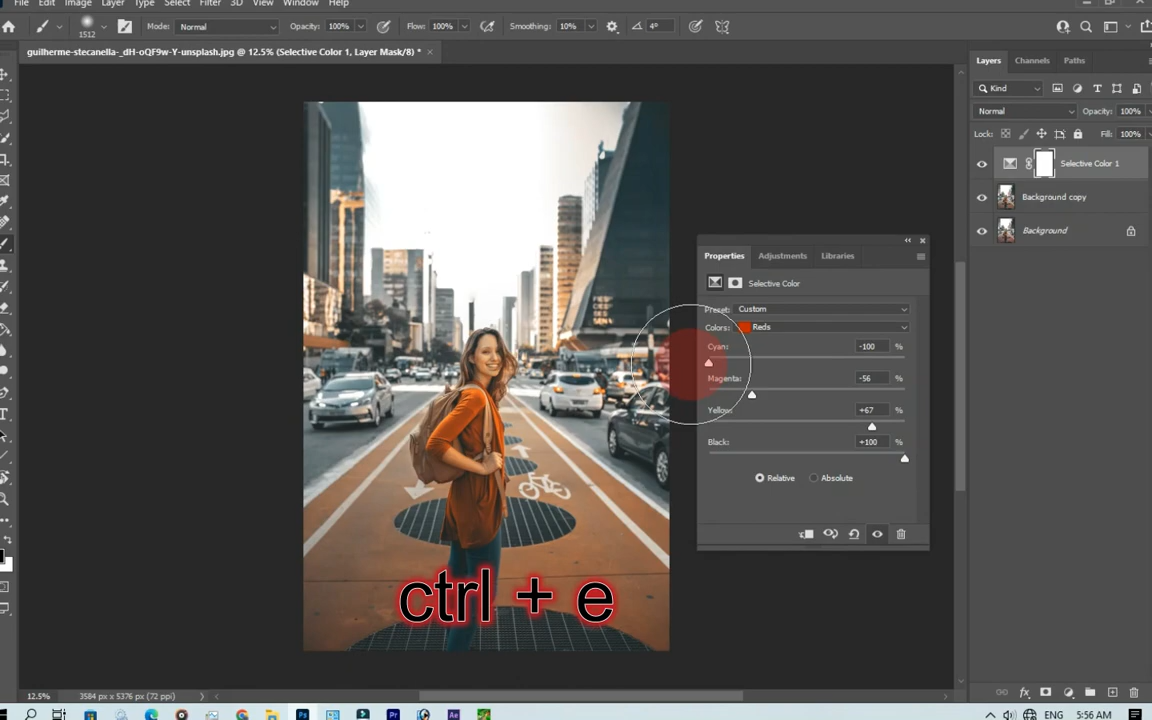 File Edit Image Layer Type Select Filter 3D View Window Help
1512 Mode: Normal Opacity: 100% Flow: 100% Smoothing: 10% 4°
guilherme-stecanella-_dH-oQF9w-Y-unsplash.jpg @ 12.5% (Selective Color 1, Layer Mask/8) * ×
Layers Channels Paths
Kind
Normal Opacity: 100%
Lock: Fill: 100%
Selective Color 1
Background copy
Background
Properties Adjustments Libraries
Selective Color
Preset: Custom
Colors: Reds
Cyan: -100 %
Magenta: -56 %
Yellow: +67 %
Black: +100 %
Relative Absolute
ctrl + e
12.5% 3584 px x 5376 px (72 ppi)
ENG 5:56 AM